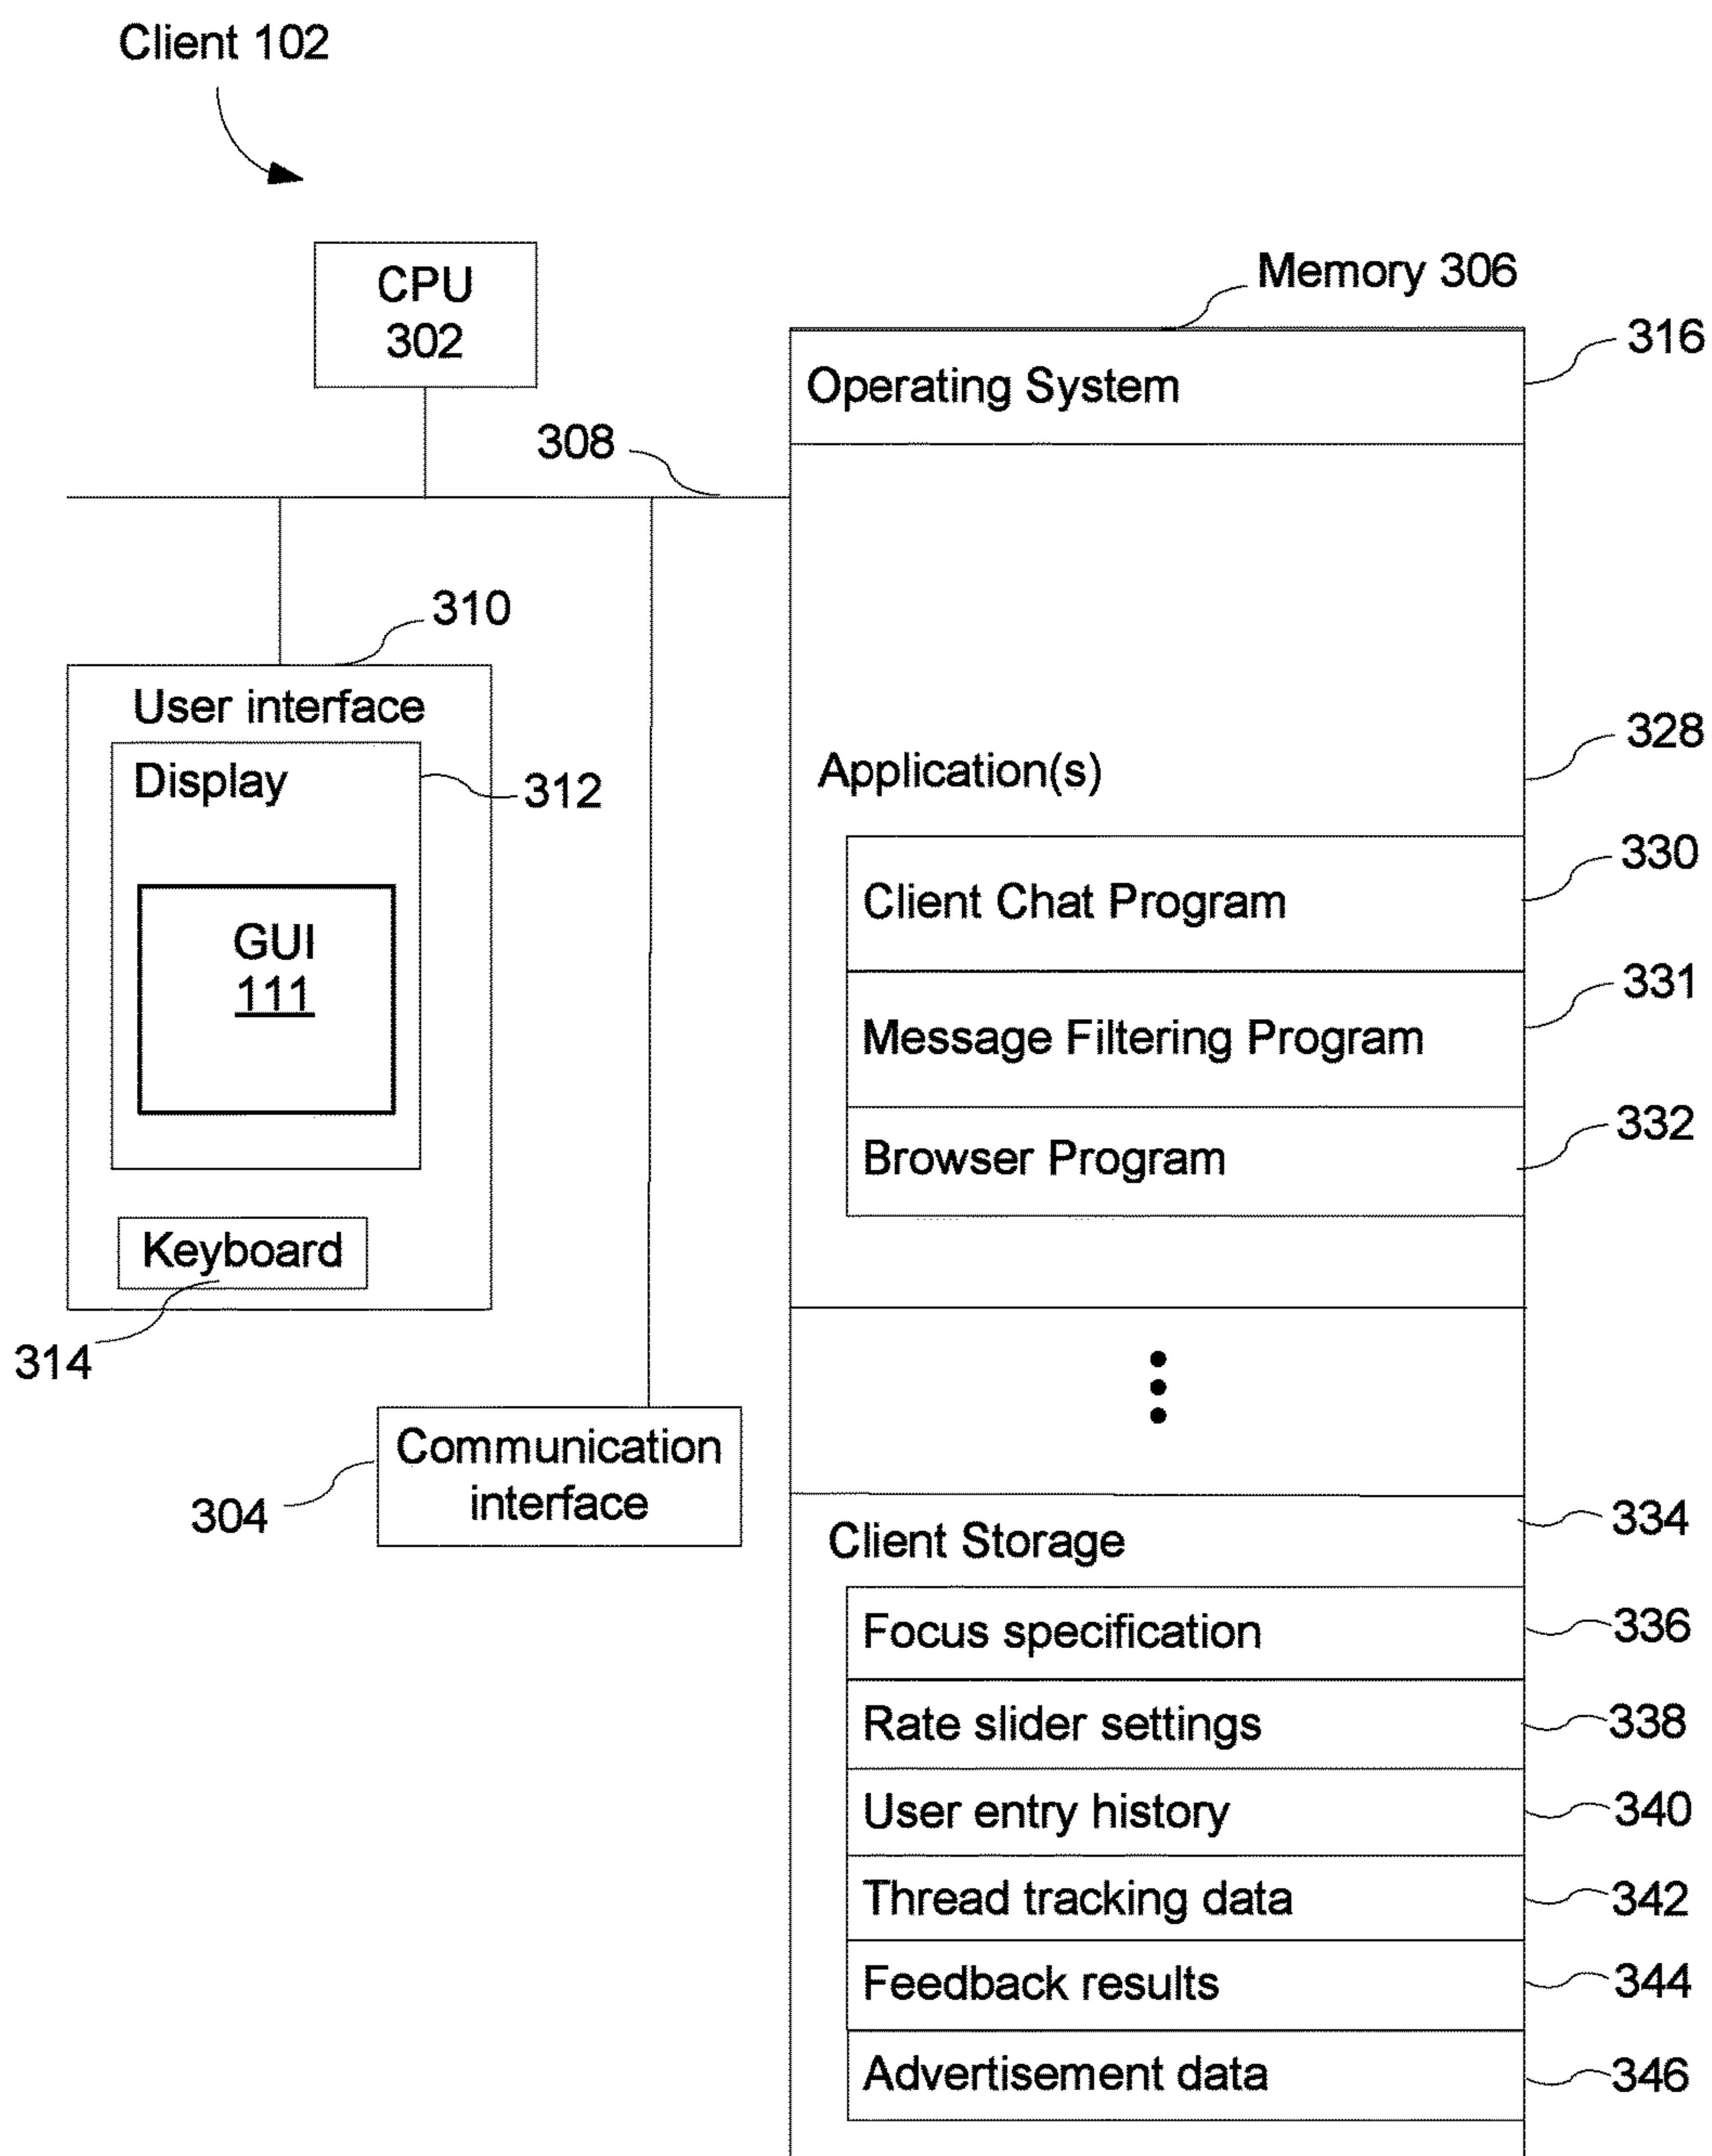 Client 102
CPU
302
Memory 306
316
Operating System
308
310
User interface
Display
312
GUI
111
Keyboard
314
Communication
interface
304
328
Application(s)
330
Client Chat Program
331
Message Filtering Program
332
Browser Program
334
Client Storage
Focus specification
336
Rate slider settings
338
User entry history
340
Thread tracking data
342
Feedback results
344
Advertisement data
346